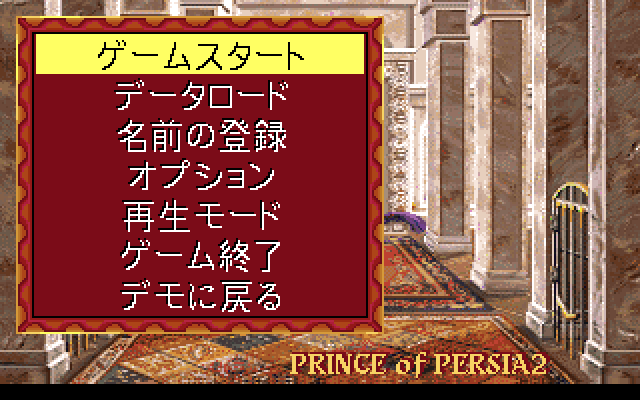 ゲームスタート
データロード
名前の登録
オプション
再生モード
ゲーム終了
デモに戻る
PRINCE of PERSIA2